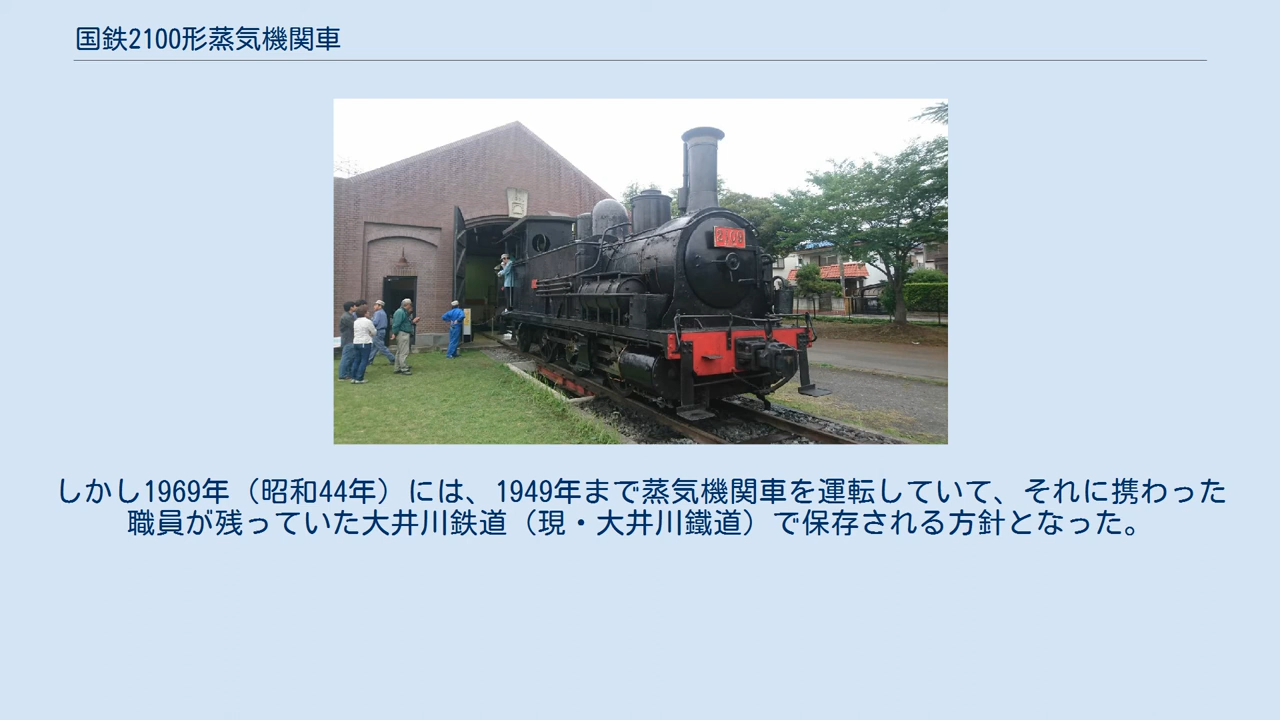 国鉄2100形蒸気機関車
2109
しかし1969年（昭和44年）には、1949年まで蒸気機関車を運転していて、それに携わった
職員が残っていた大井川鉄道（現・大井川鐵道）で保存される方針となった。